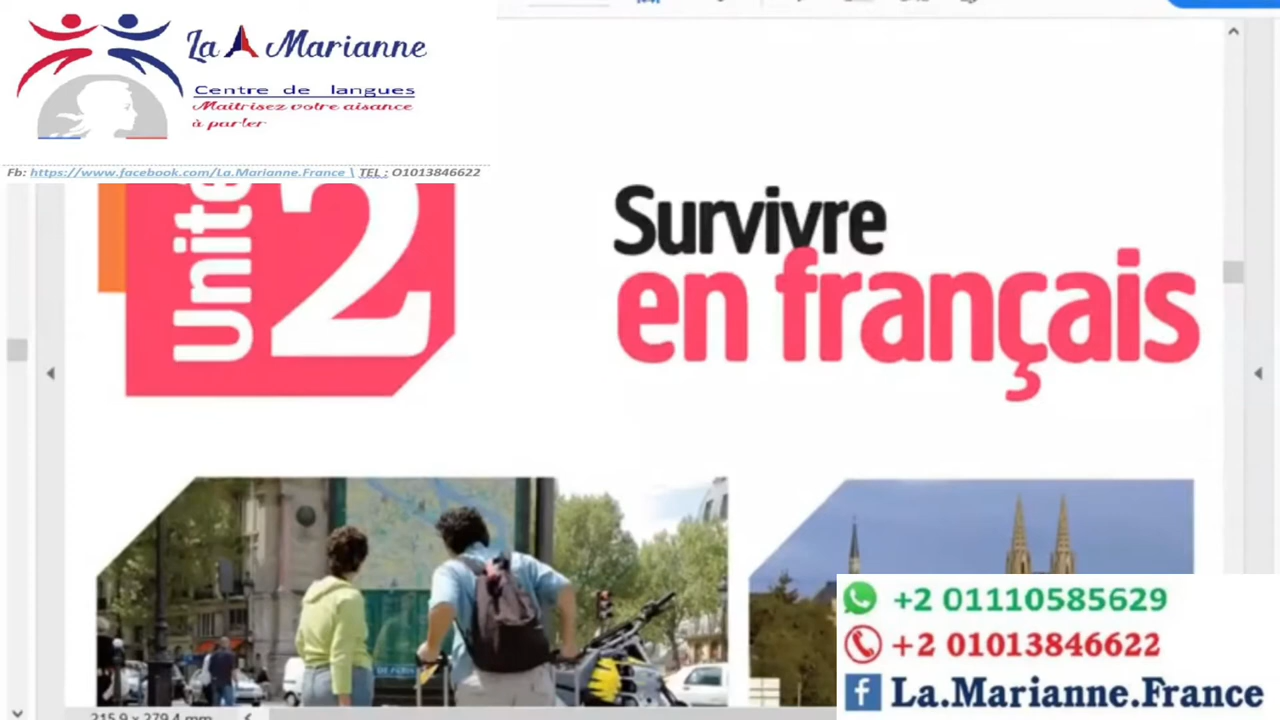 La Marianne
Centre de langues
Maitrisez votre aisance
à parler
Fb: https://www.facebook.com/La.Marianne.France \ TEL : O1013846622
Unité
2
Survivre
en français
+2 01110585629
+2 01013846622
La.Marianne.France
215,9 x 279,4 mm